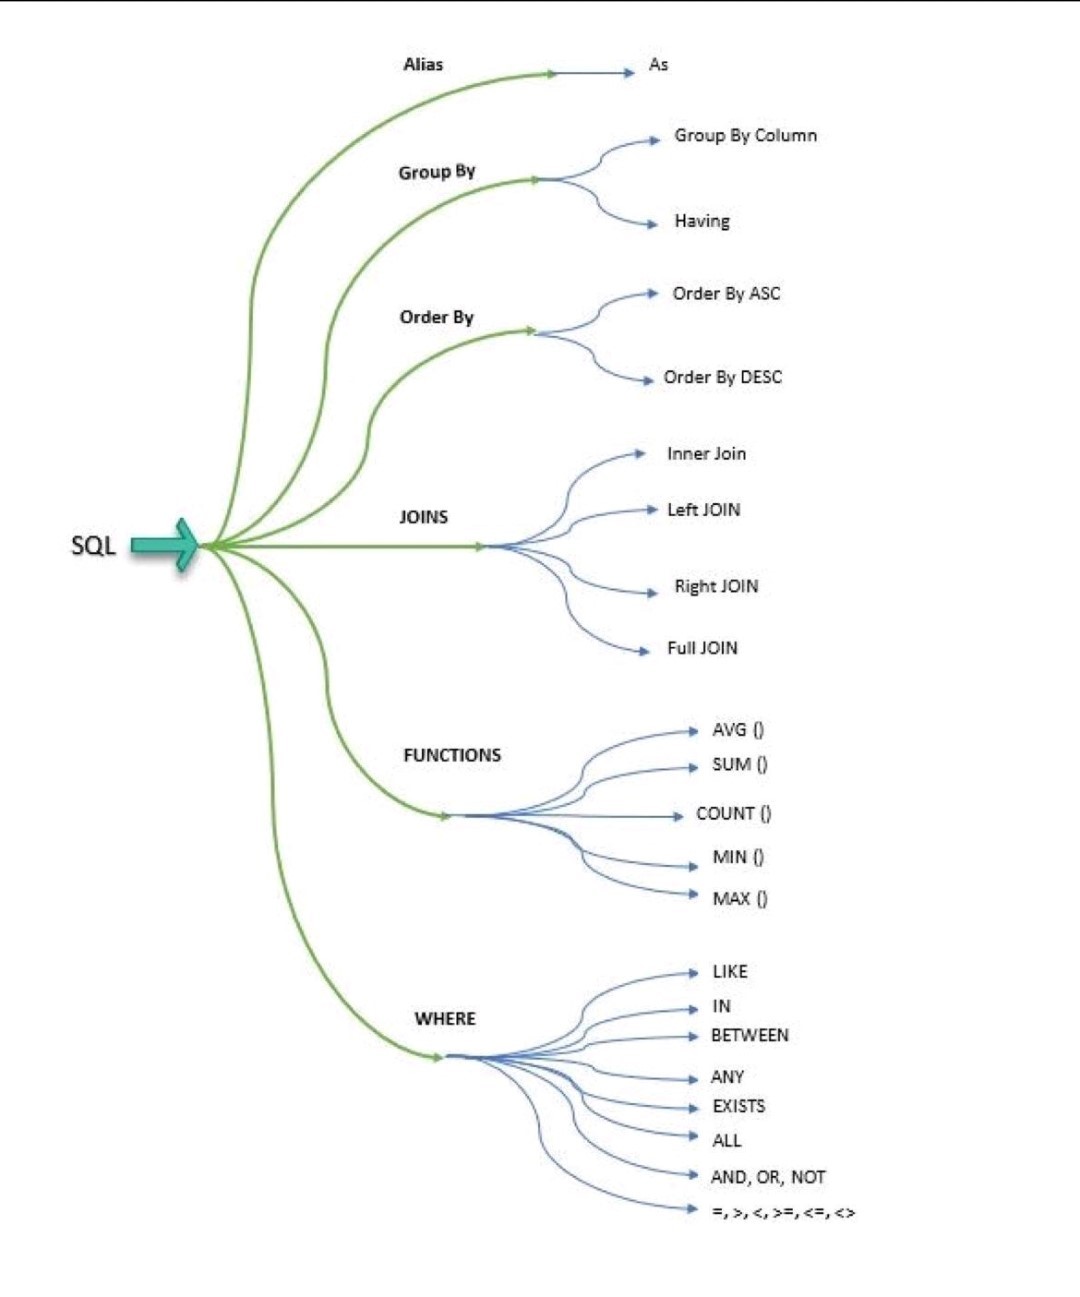 Alias
As
Group By
Group By Column
Having
Order By
Order By ASC
Order By DESC
SQL
JOINS
Inner Join
Left JOIN
Right JOIN
Full JOIN
FUNCTIONS
AVG ()
SUM ()
COUNT ()
MIN ()
MAX ()
WHERE
LIKE
IN
BETWEEN
ANY
EXISTS
ALL
AND, OR, NOT
=, >, <, >=, <=, <>